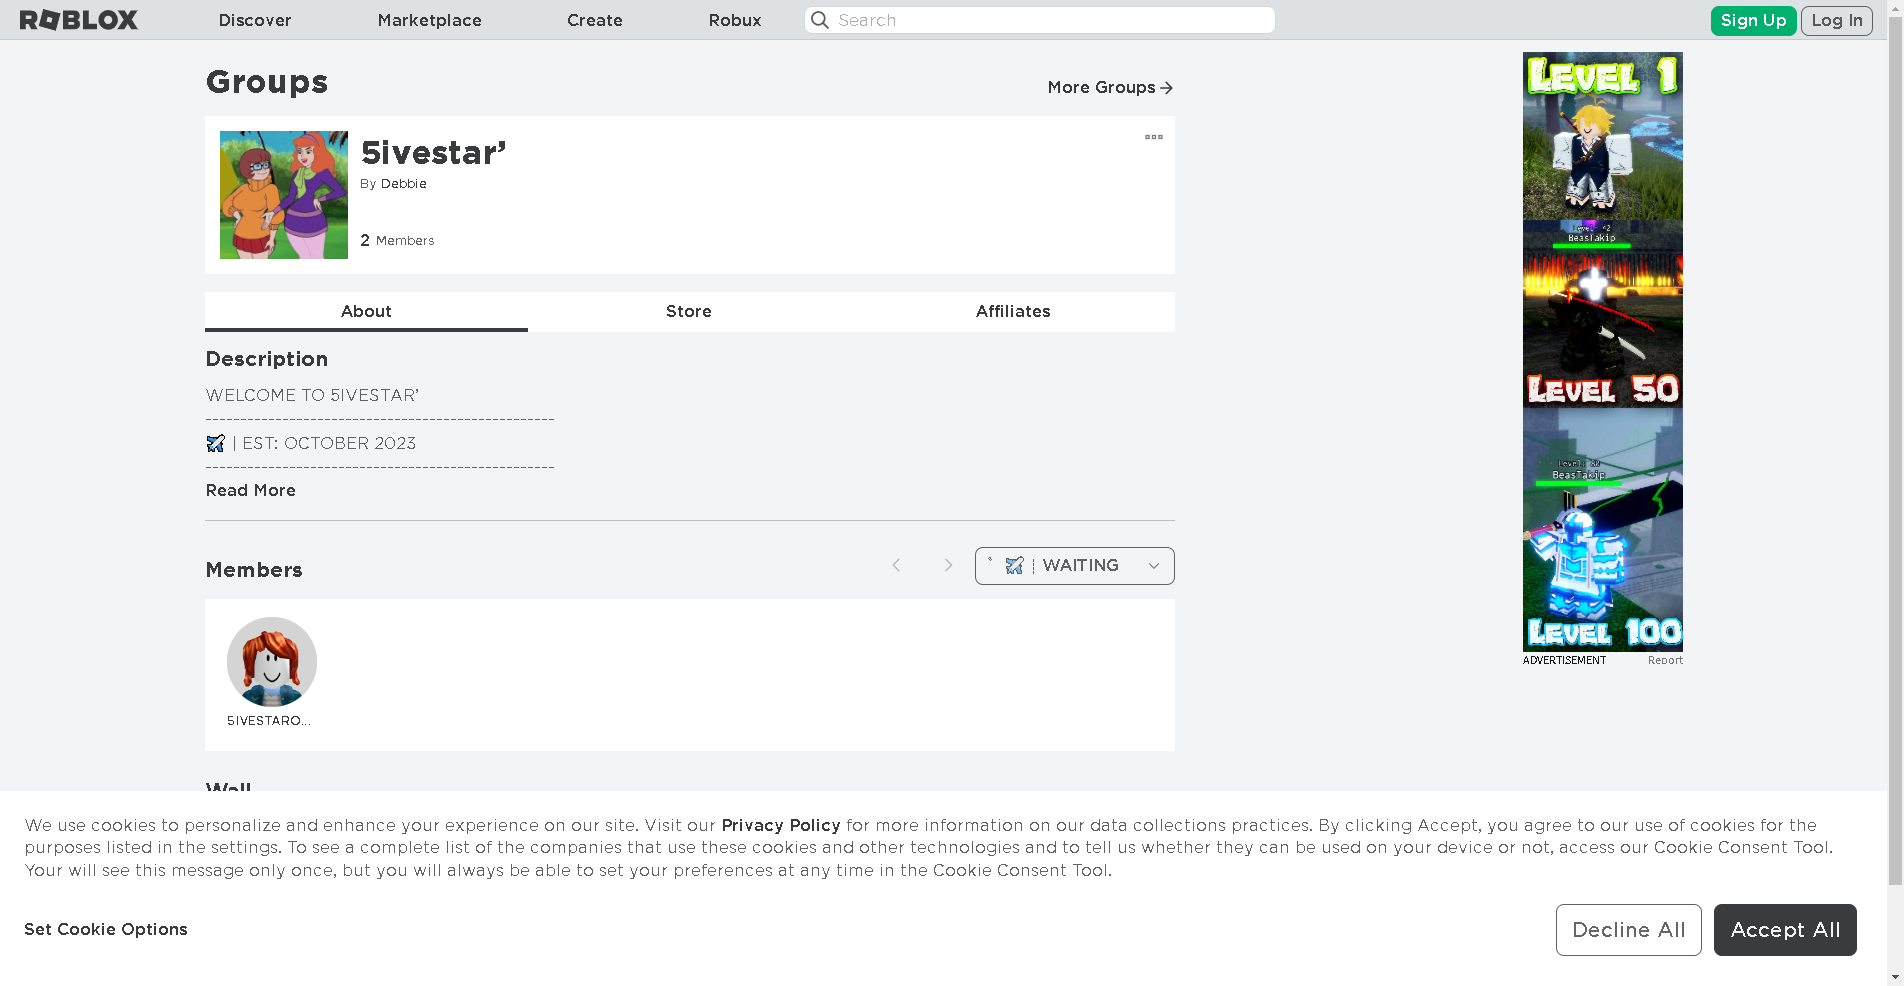 ROBLOX
Discover
Marketplace
Create
Robux
Search
Sign Up
Log In
Groups
More Groups
5ivestar’
By Debbie
2 Members
About
Store
Affiliates
Description
WELCOME TO 5IVESTAR’
--------------------------------------------------
✈️ | EST: OCTOBER 2023
--------------------------------------------------
Read More
Members
✈️ ┊ WAITING
5IVESTARO...
Wall
LEVEL 1
BeasTakip
LEVEL 50
BeasTakip
LEVEL 100
ADVERTISEMENT
Report
We use cookies to personalize and enhance your experience on our site. Visit our Privacy Policy for more information on our data collections practices. By clicking Accept, you agree to our use of cookies for the
purposes listed in the settings. To see a complete list of the companies that use these cookies and other technologies and to tell us whether they can be used on your device or not, access our Cookie Consent Tool.
Your will see this message only once, but you will always be able to set your preferences at any time in the Cookie Consent Tool.
Set Cookie Options
Decline All
Accept All